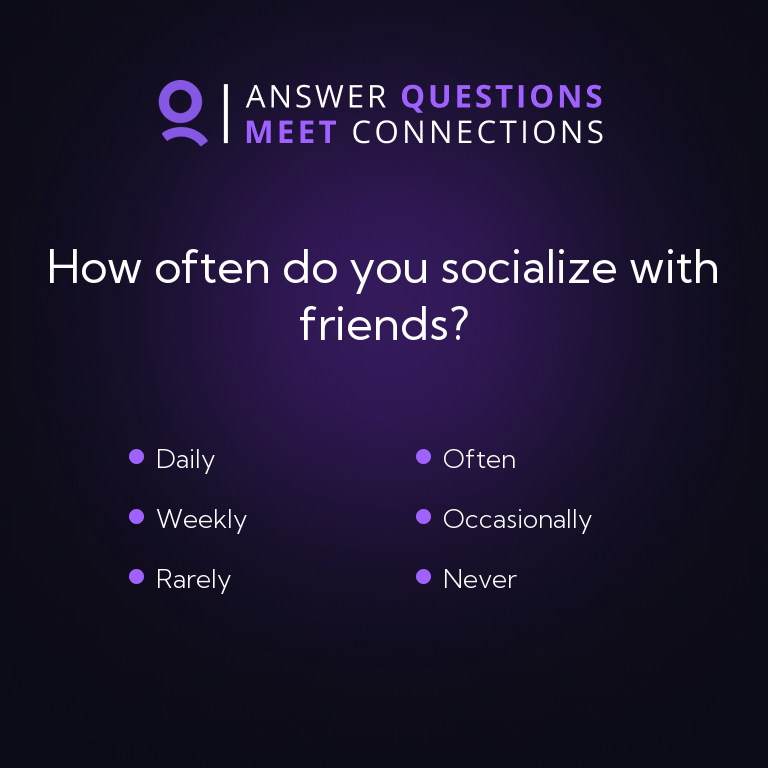 ANSWER QUESTIONS
MEET CONNECTIONS
How often do you socialize with
friends?
Daily
Often
Weekly
Occasionally
Rarely
Never